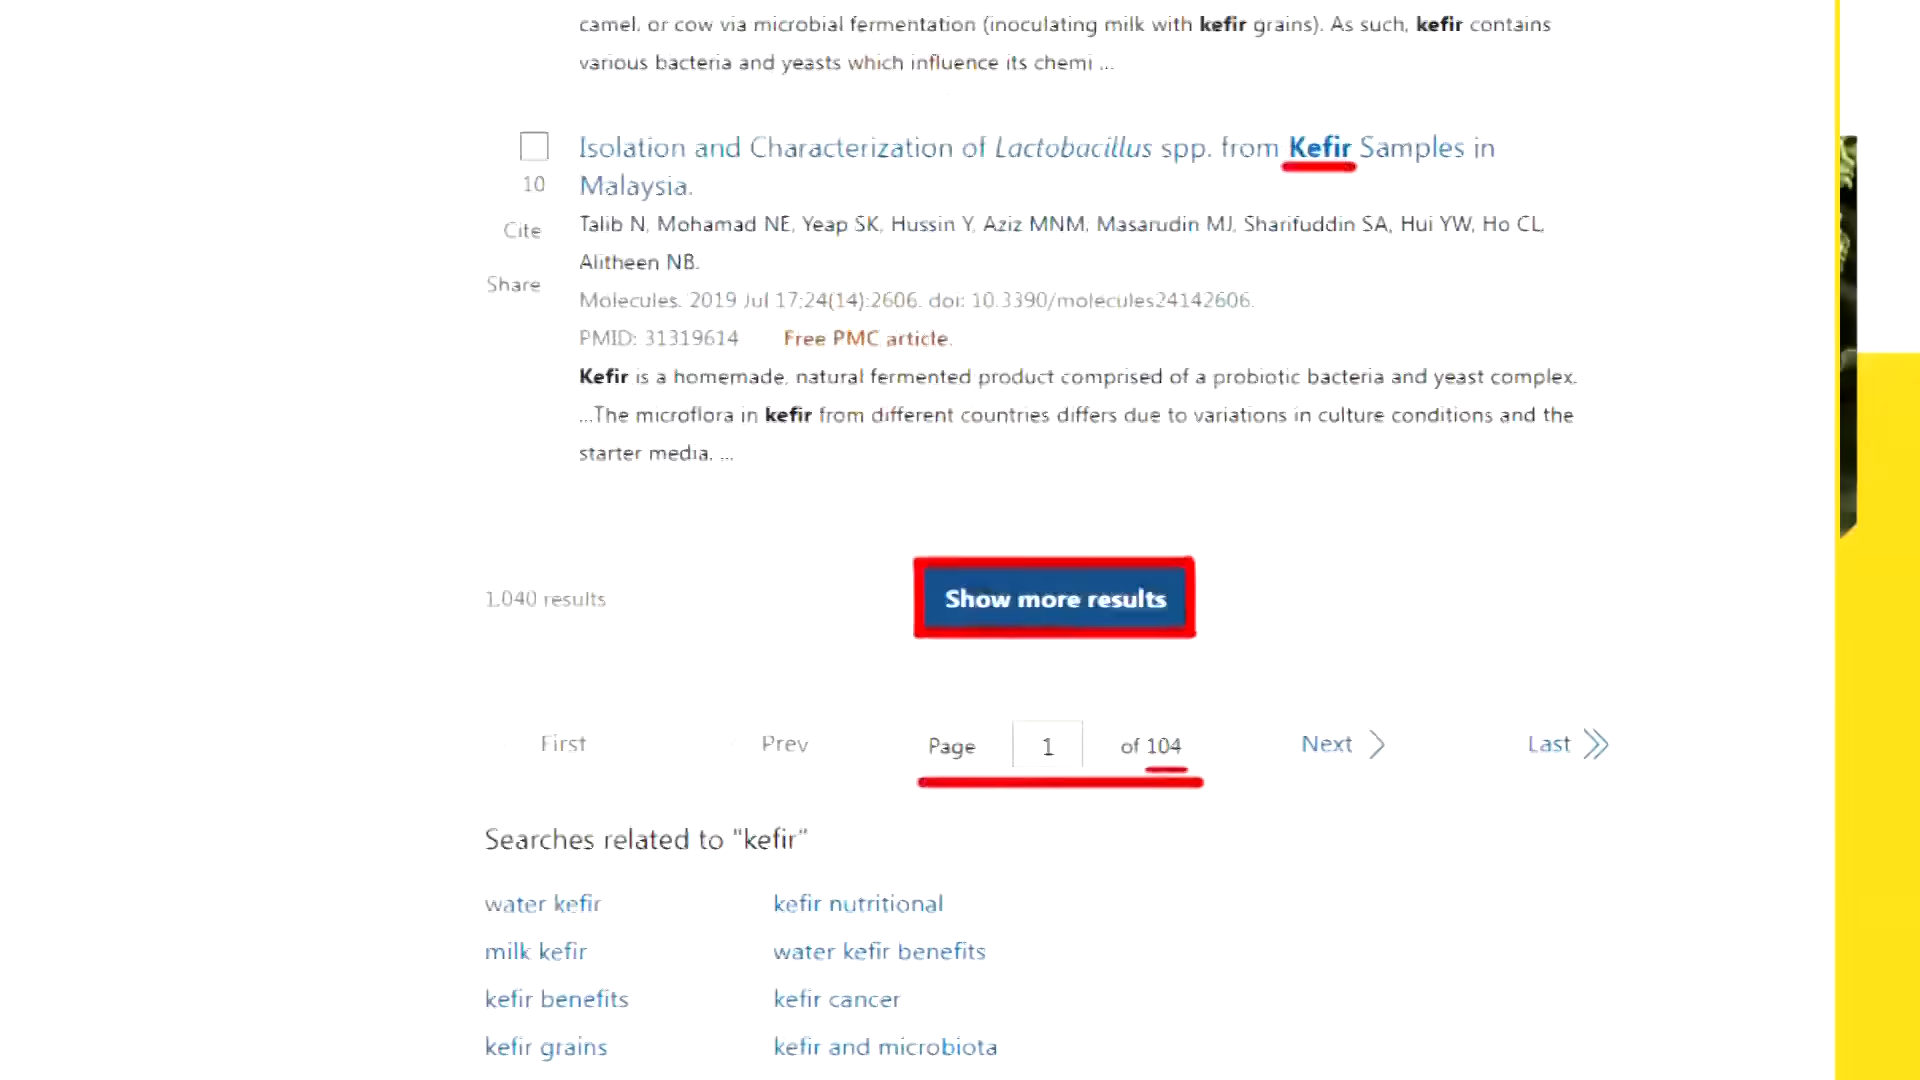 camel, or cow via microbial fermentation (inoculating milk with kefir grains). As such, kefir contains
various bacteria and yeasts which influence its chemi ...
Isolation and Characterization of Lactobacillus spp. from Kefir Samples in
Malaysia.
10
Talib N, Mohamad NE, Yeap SK, Hussin Y, Aziz MNM, Masarudin MJ, Sharifuddin SA, Hui YW, Ho CL,
Cite
Alitheen NB.
Share
Molecules. 2019 Jul 17;24(14):2606. doi: 10.3390/molecules24142606.
PMID: 31319614 Free PMC article.
Kefir is a homemade, natural fermented product comprised of a probiotic bacteria and yeast complex.
...The microflora in kefir from different countries differs due to variations in culture conditions and the
starter media. ...
1,040 results
Show more results
First Prev Page 1 of 104 Next Last
Searches related to "kefir"
water kefir
milk kefir
kefir benefits
kefir grains
kefir nutritional
water kefir benefits
kefir cancer
kefir and microbiota